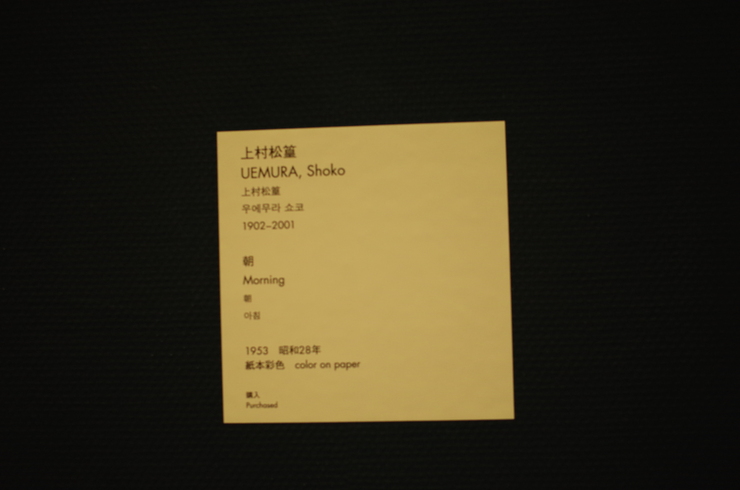 上村松篁
UEMURA, Shoko
上村松篁
우에무라 쇼코
1902–2001
朝
Morning
朝
아침
1953 昭和28年
紙本彩色 color on paper
購入
Purchased